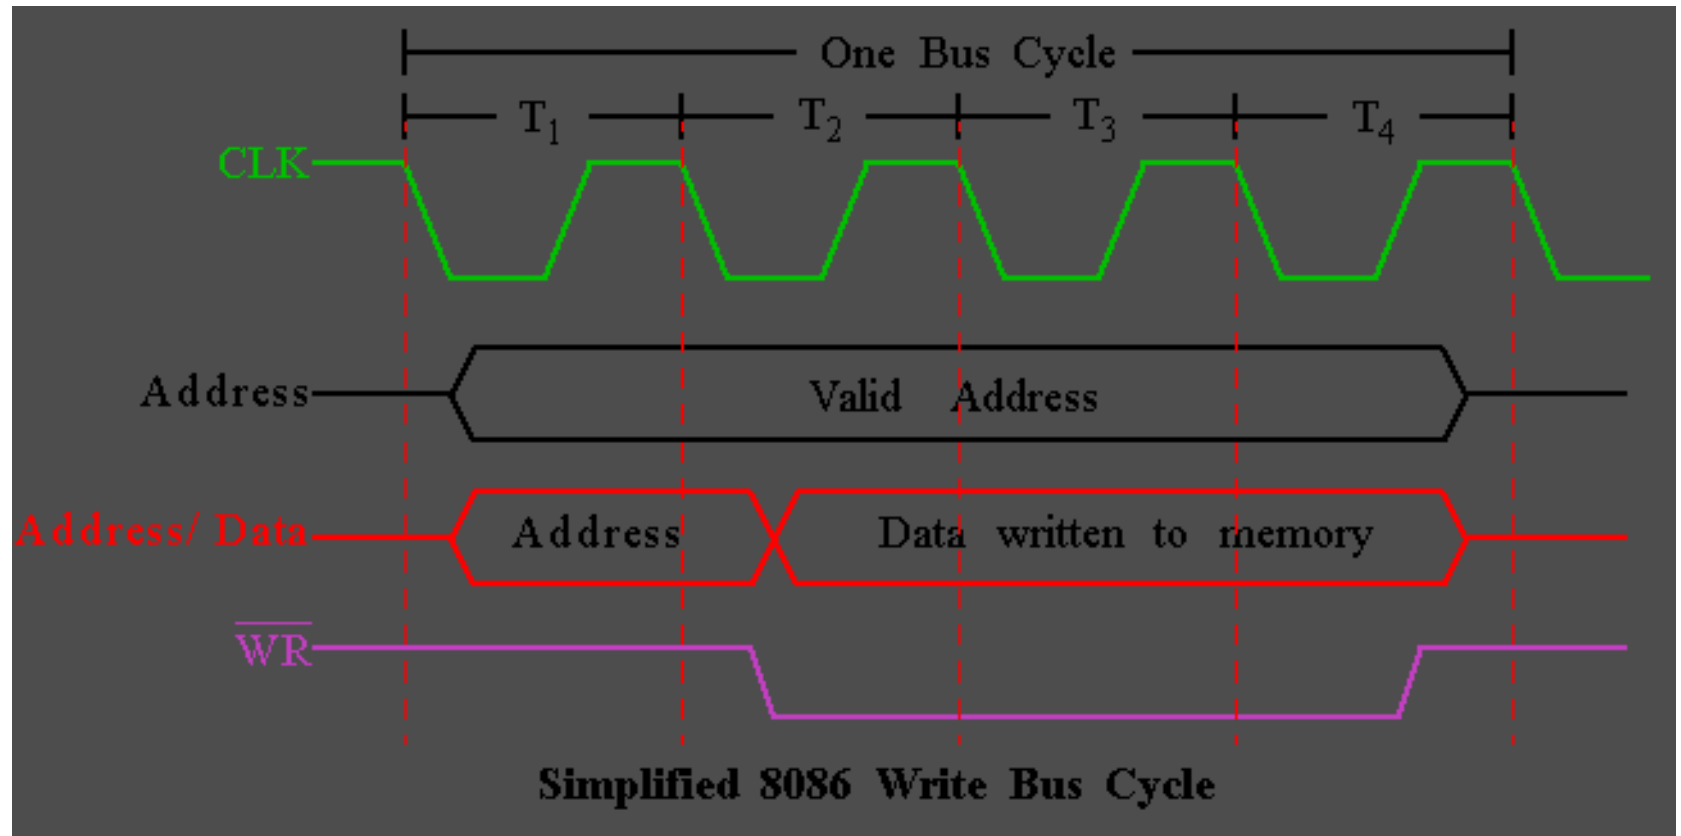 One Bus Cycle
T1 T2 T3 T4
CLK
Address Valid Address
Address/ Data Address Data written to memory
WR
Simplified 8086 Write Bus Cycle